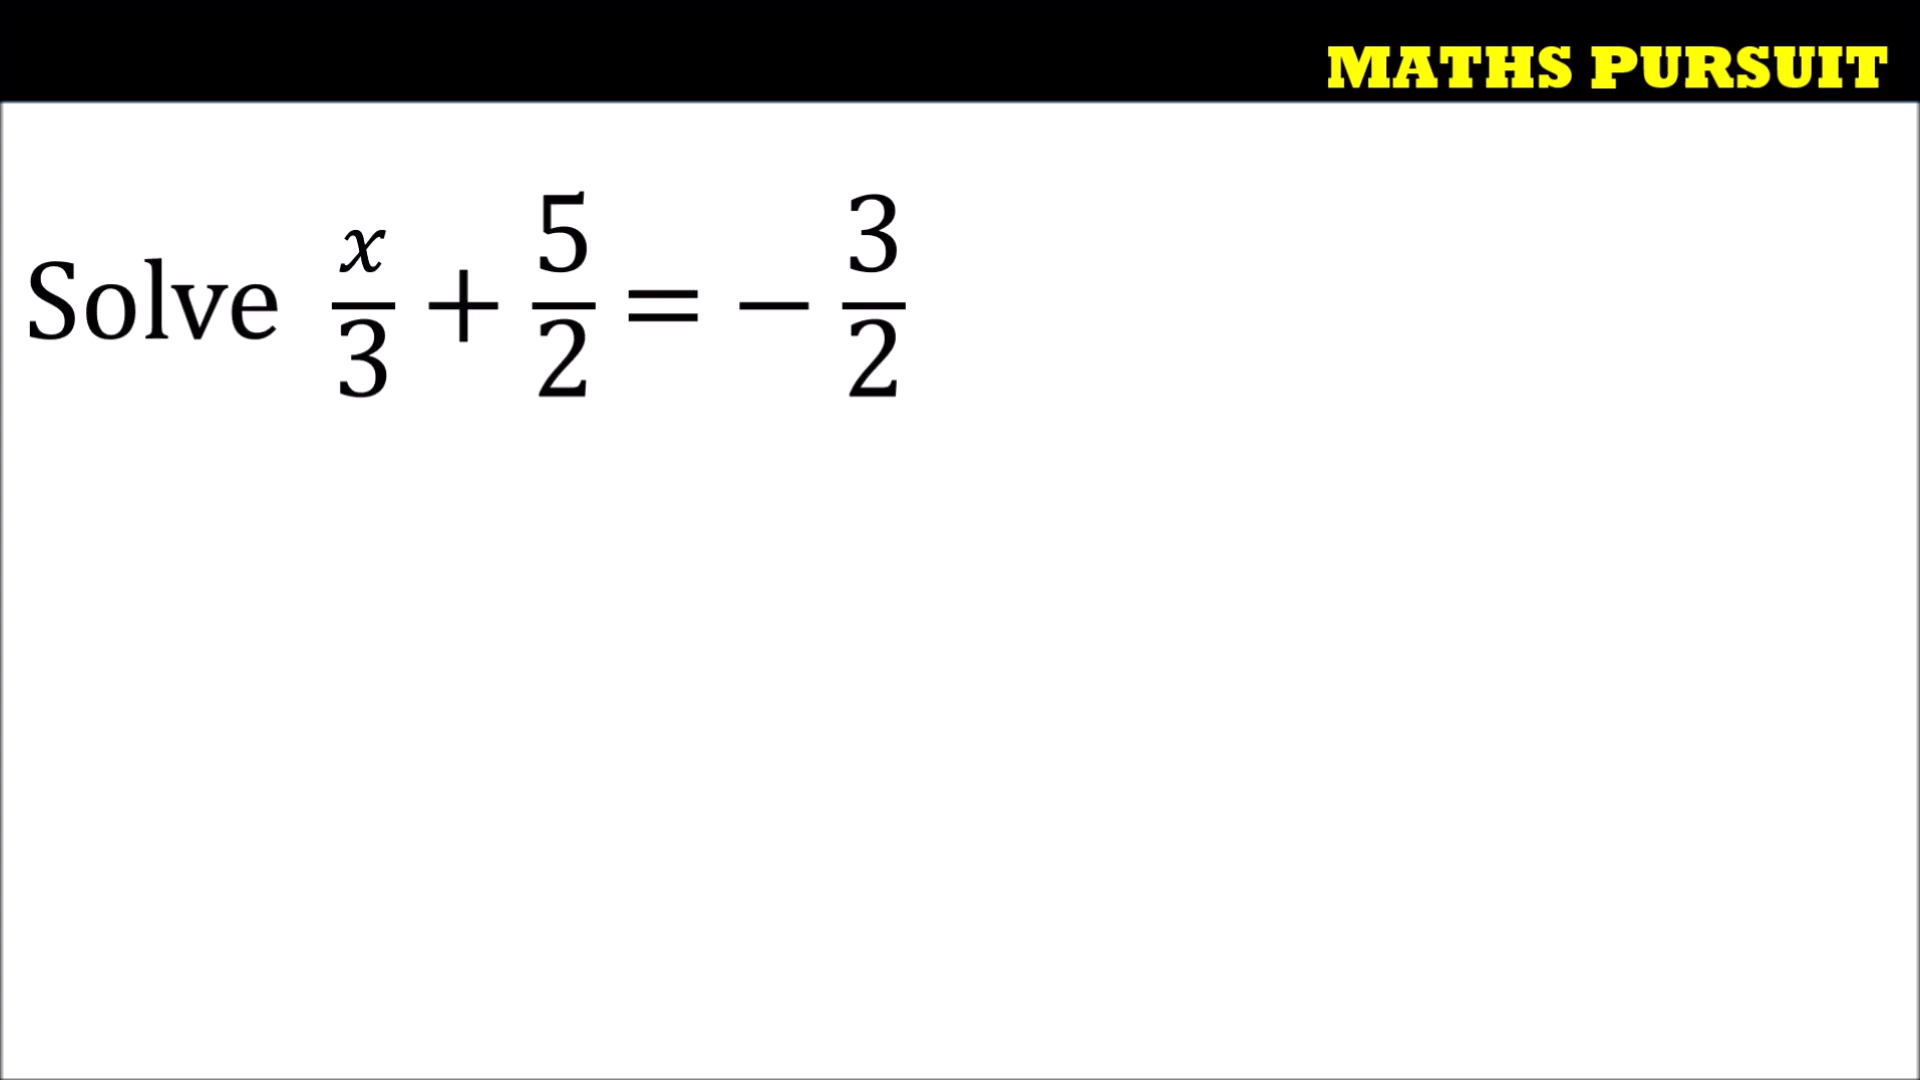 MATHS PURSUIT
Solve x/3 + 5/2 = − 3/2